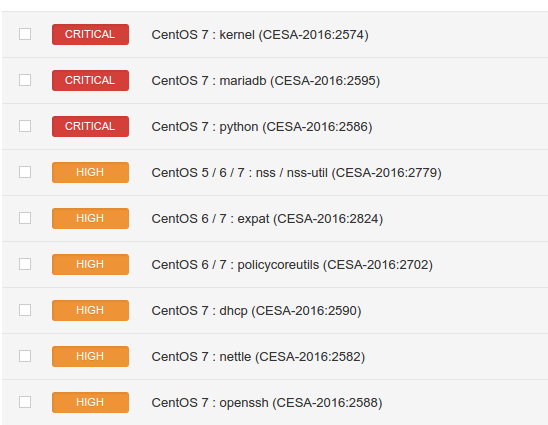 CRITICAL CentOS 7 : kernel (CESA-2016:2574)
CRITICAL CentOS 7 : mariadb (CESA-2016:2595)
CRITICAL CentOS 7 : python (CESA-2016:2586)
HIGH CentOS 5 / 6 / 7 : nss / nss-util (CESA-2016:2779)
HIGH CentOS 6 / 7 : expat (CESA-2016:2824)
HIGH CentOS 6 / 7 : policycoreutils (CESA-2016:2702)
HIGH CentOS 7 : dhcp (CESA-2016:2590)
HIGH CentOS 7 : nettle (CESA-2016:2582)
HIGH CentOS 7 : openssh (CESA-2016:2588)